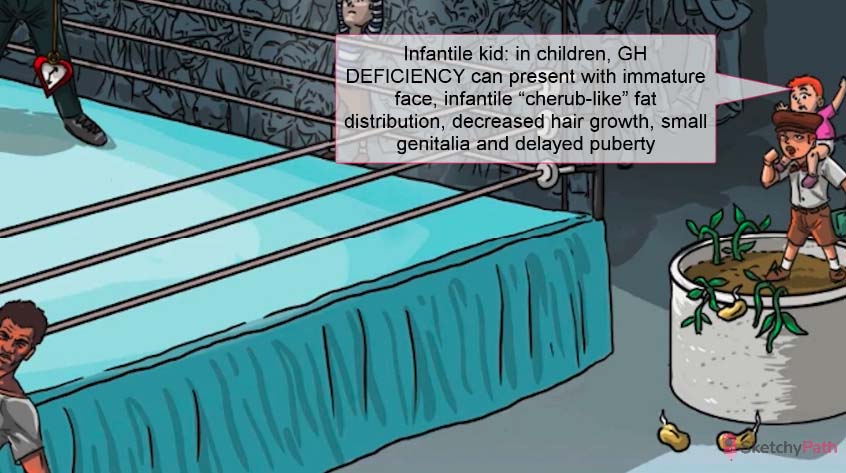 Infantile kid: in children, GH
DEFICIENCY can present with immature
face, infantile “cherub-like” fat
distribution, decreased hair growth, small
genitalia and delayed puberty
SketchyPath